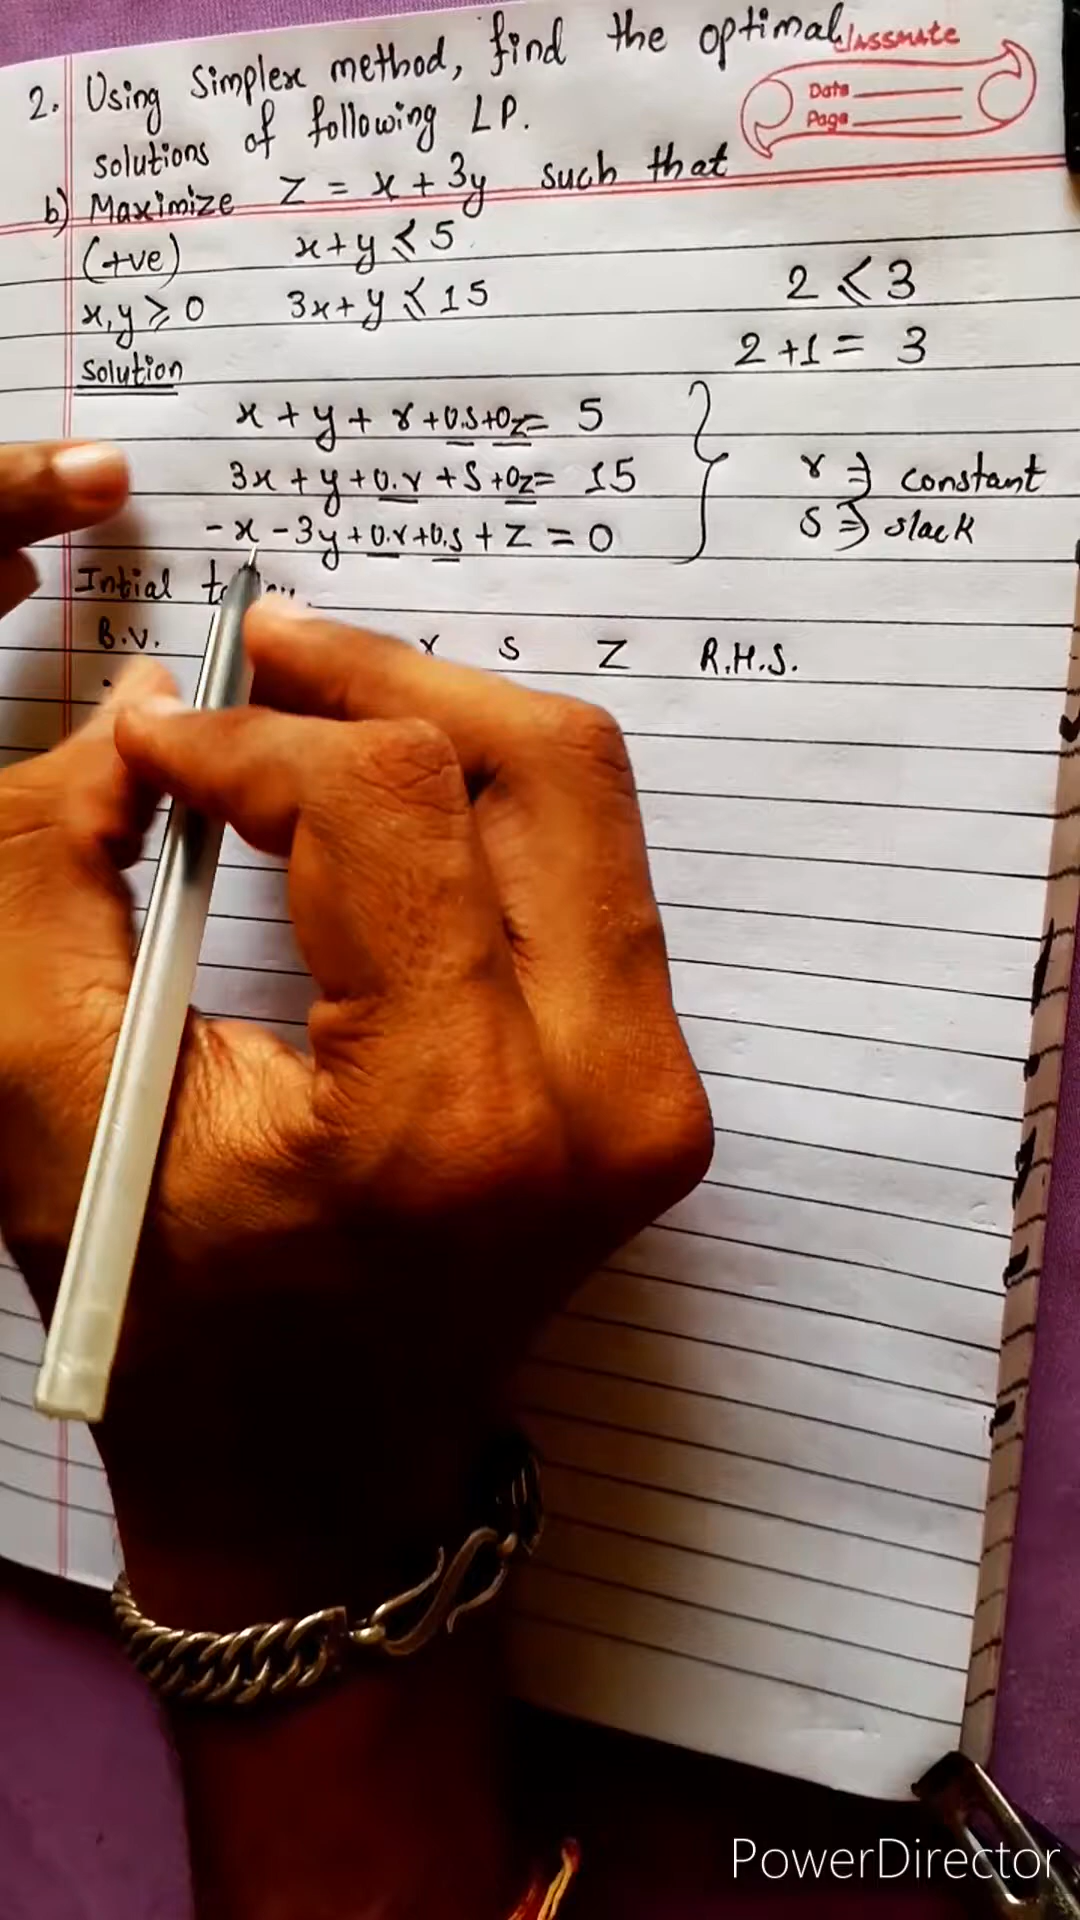 2. Using Simplex method, find the optimal
classmate
Date
Page
solutions of following LP.
b) Maximize Z = x + 3y such that
(+ve) x + y ≤ 5
x, y ≥ 0 3x + y ≤ 15
2 ≤ 3
2 + 1 = 3
Solution
x + y + r + 0.s + 0z = 5
3x + y + 0.r + s + 0z = 15
-x - 3y + 0.r + 0.s + z = 0
r ⇒ constant
s ⇒ slack
Intial
B.V. r s Z R.H.S.
PowerDirector